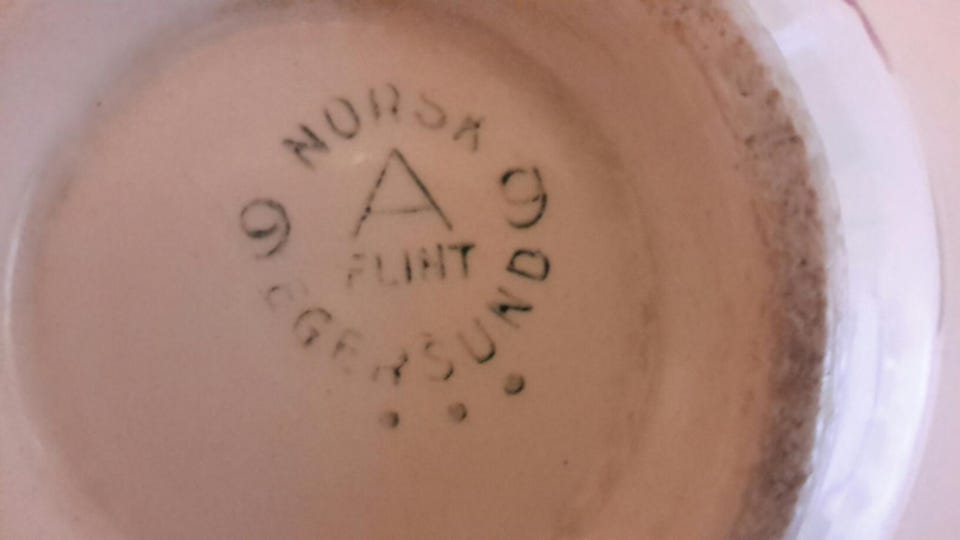 NORSK
9 A 9
FLINT
EGERSUND